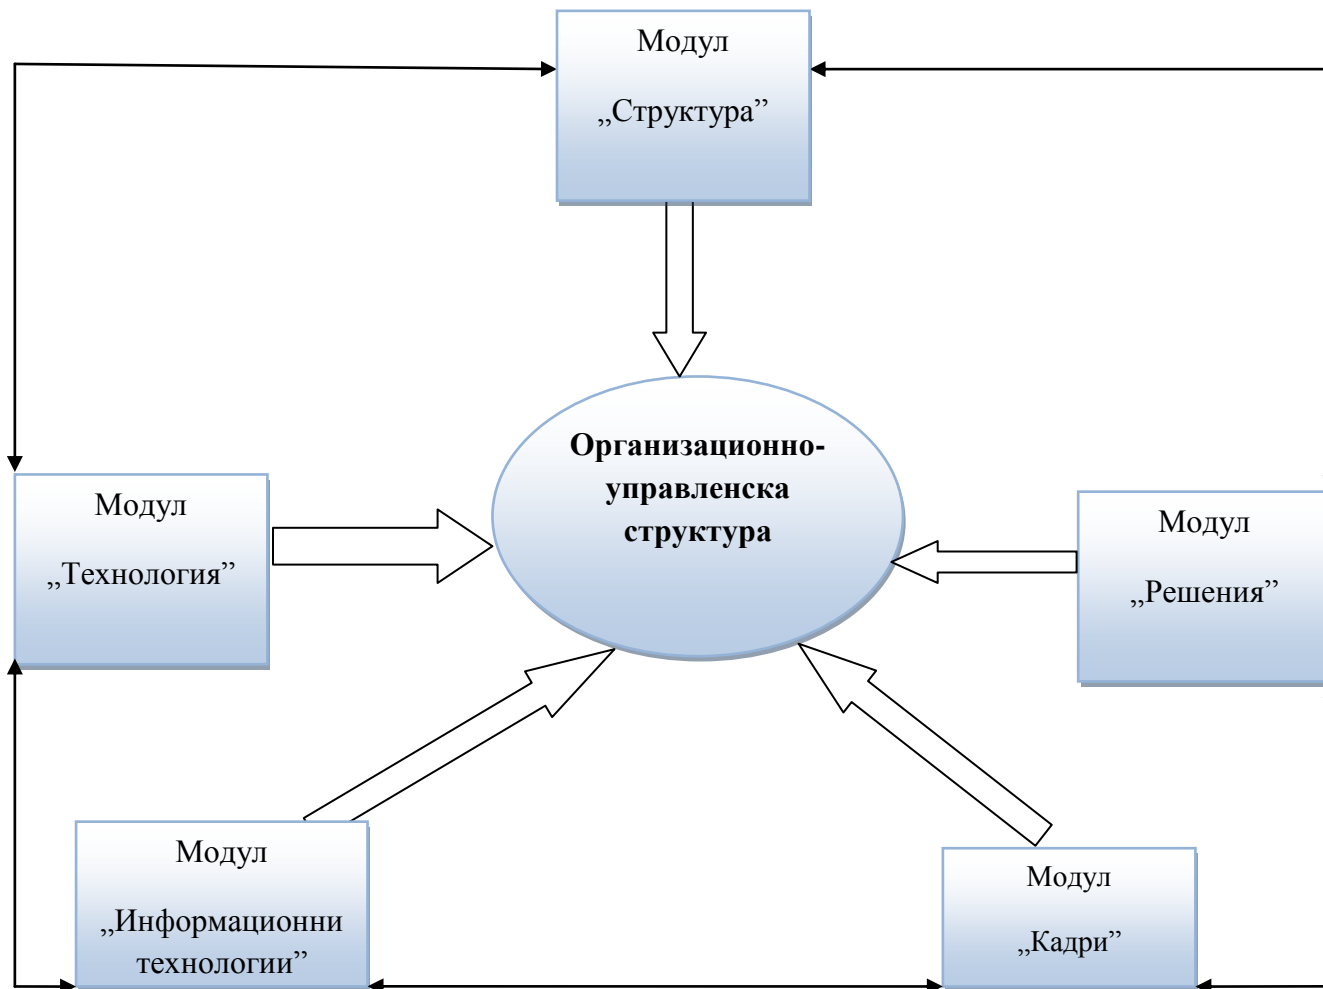 Модул
„Структура”
Организационно-
управленска
структура
Модул
„Технология”
Модул
„Решения”
Модул
„Информационни
технологии”
Модул
„Кадри”